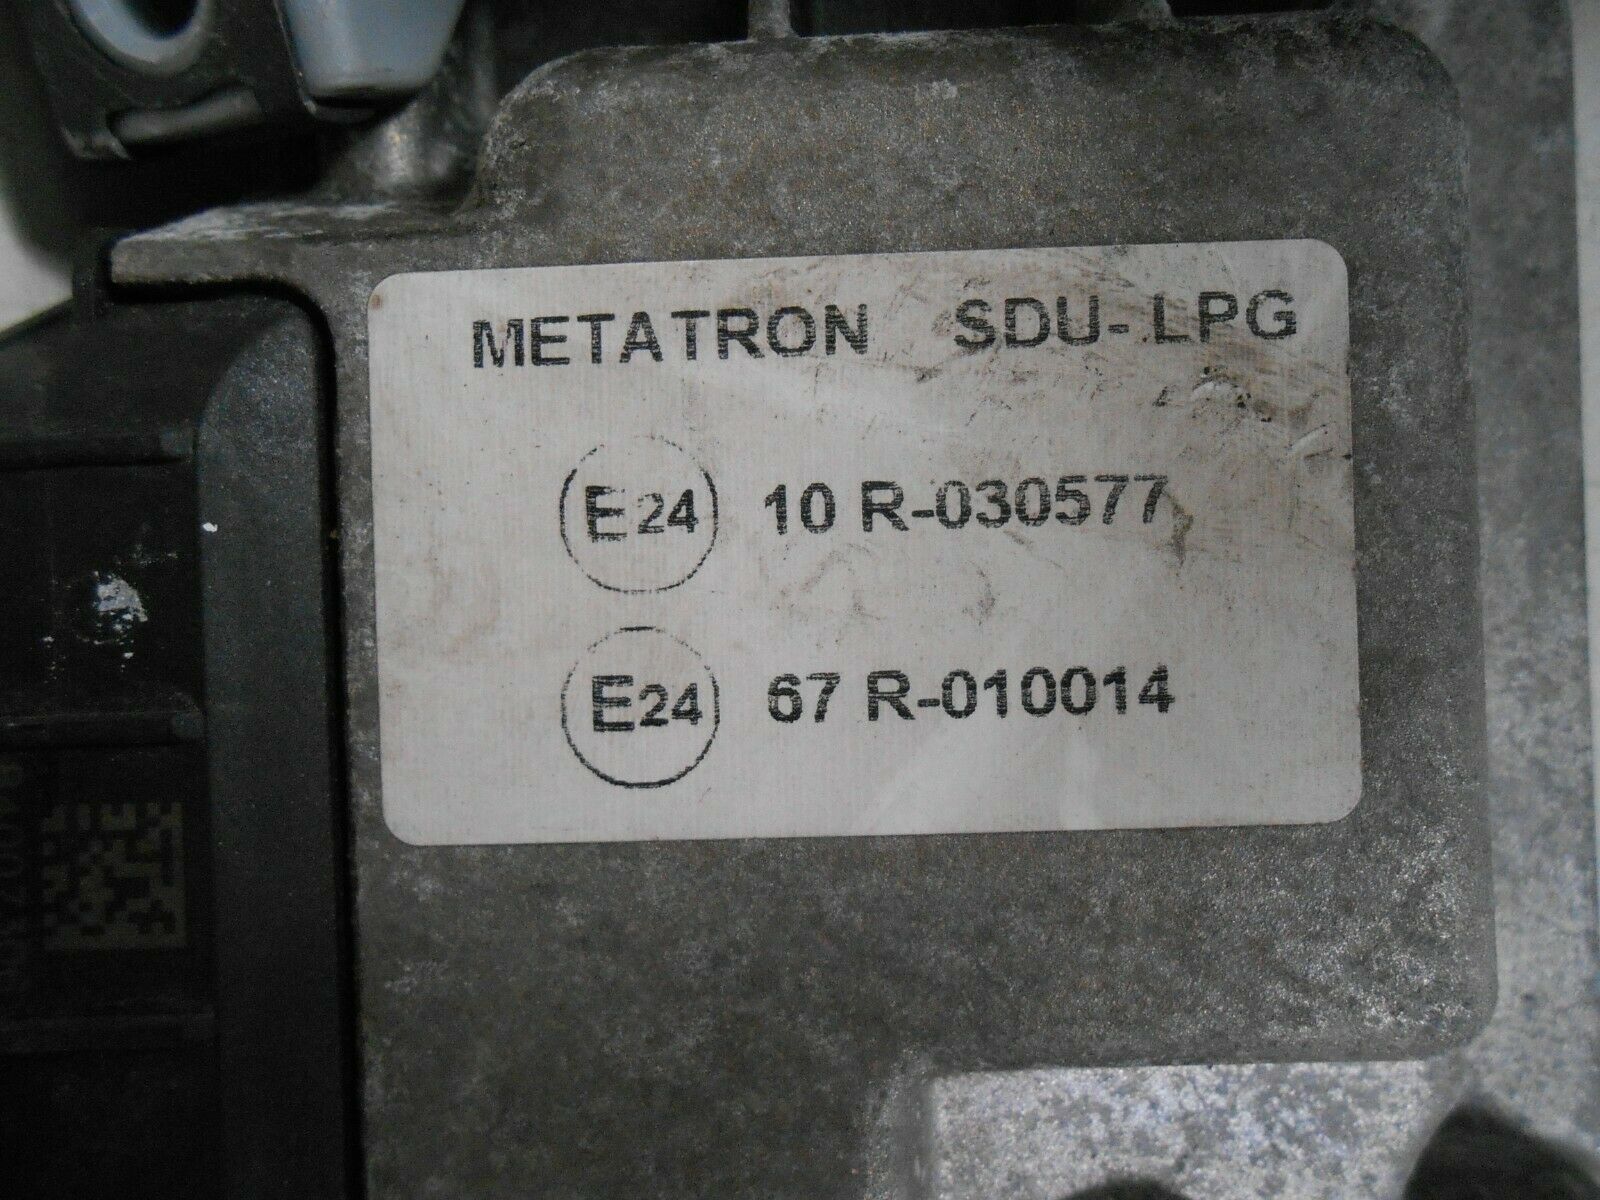 METATRON SDU-LPG
E24 10 R-030577
E24 67 R-010014